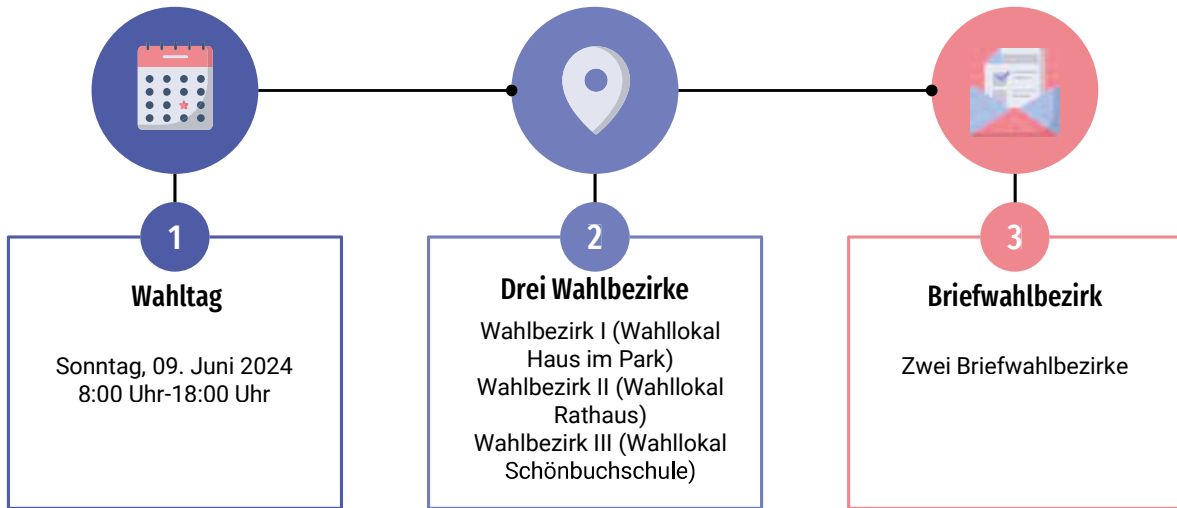 1
Wahltag
Sonntag, 09. Juni 2024
8:00 Uhr-18:00 Uhr
2
Drei Wahlbezirke
Wahlbezirk I (Wahllokal
Haus im Park)
Wahlbezirk II (Wahllokal
Rathaus)
Wahlbezirk III (Wahllokal
Schönbuchschule)
3
Briefwahlbezirk
Zwei Briefwahlbezirke